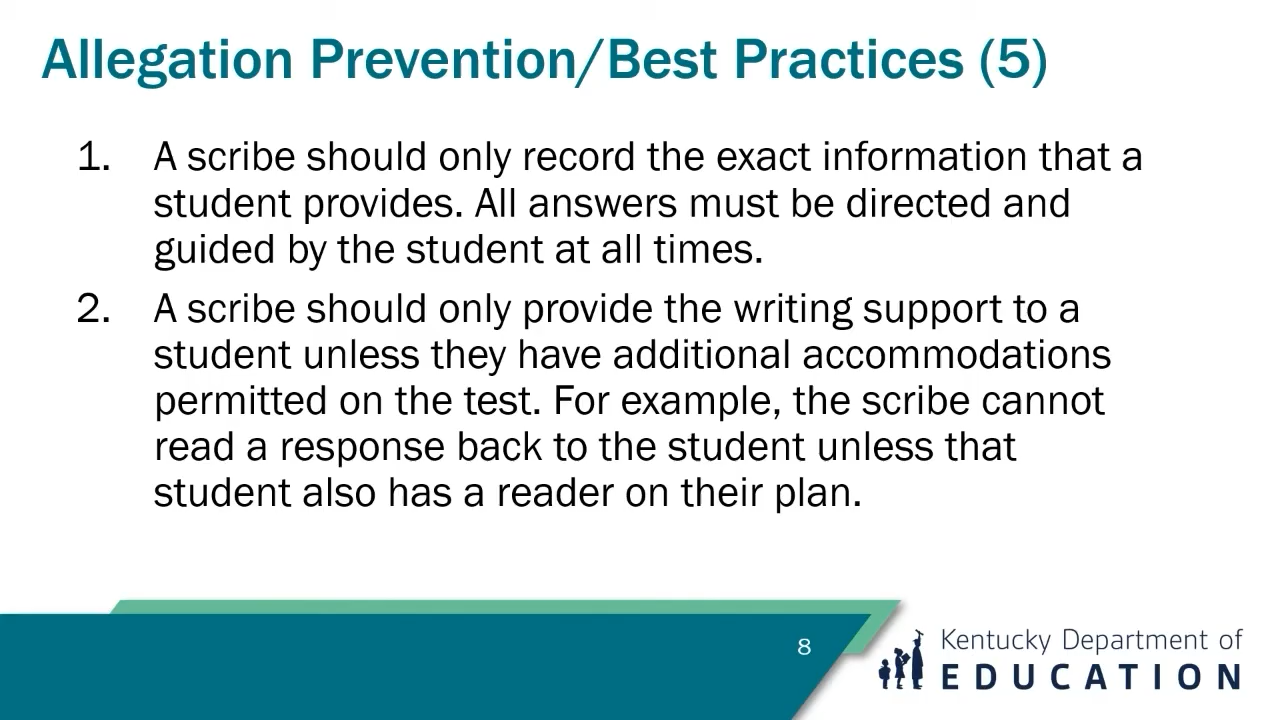 Allegation Prevention/Best Practices (5)
1. A scribe should only record the exact information that a
student provides. All answers must be directed and
guided by the student at all times.
2. A scribe should only provide the writing support to a
student unless they have additional accommodations
permitted on the test. For example, the scribe cannot
read a response back to the student unless that
student also has a reader on their plan.
8
Kentucky Department of
EDUCATION